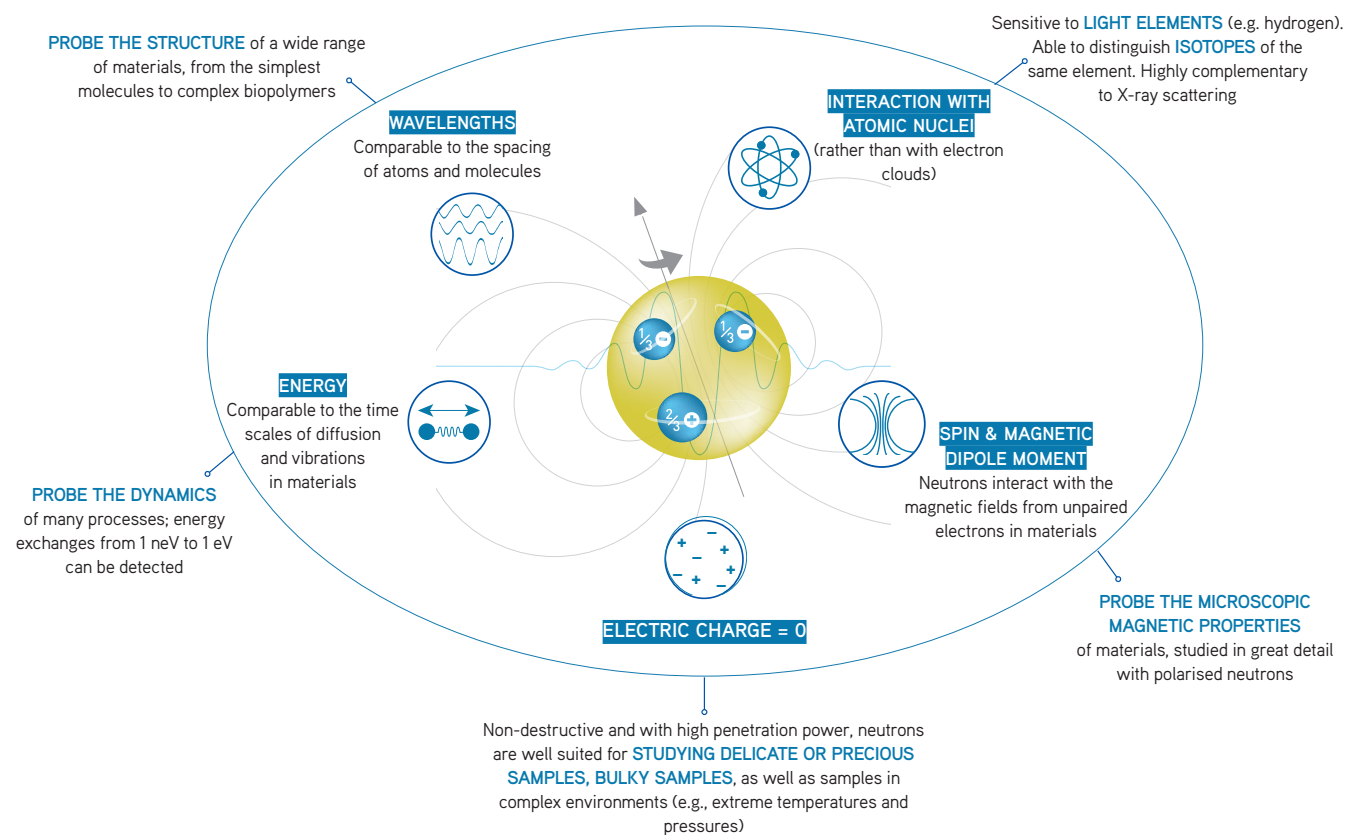 PROBE THE STRUCTURE of a wide range
of materials, from the simplest
molecules to complex biopolymers
Sensitive to LIGHT ELEMENTS (e.g. hydrogen).
Able to distinguish ISOTOPES of the
same element. Highly complementary
to X-ray scattering
WAVELENGTHS
Comparable to the spacing
of atoms and molecules
INTERACTION WITH
ATOMIC NUCLEI
(rather than with electron
clouds)
1/3 −
1/3 −
2/3 +
ENERGY
Comparable to the time
scales of diffusion
and vibrations
in materials
SPIN & MAGNETIC
DIPOLE MOMENT
Neutrons interact with the
magnetic fields from unpaired
electrons in materials
PROBE THE DYNAMICS
of many processes; energy
exchanges from 1 neV to 1 eV
can be detected
ELECTRIC CHARGE = 0
PROBE THE MICROSCOPIC
MAGNETIC PROPERTIES
of materials, studied in great detail
with polarised neutrons
Non-destructive and with high penetration power, neutrons
are well suited for STUDYING DELICATE OR PRECIOUS
SAMPLES, BULKY SAMPLES, as well as samples in
complex environments (e.g., extreme temperatures and
pressures)